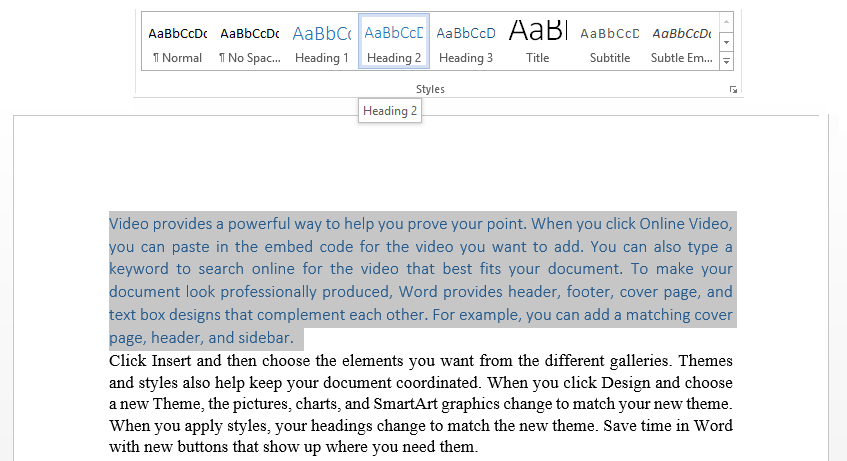 AaBbCcDc AaBbCcDc AaBbC( AaBbCcE AaBbCcD AaBl AaBbCcD AaBbCcDc
¶ Normal ¶ No Spac... Heading 1 Heading 2 Heading 3 Title Subtitle Subtle Em...
Styles
Heading 2
Video provides a powerful way to help you prove your point. When you click Online Video,
you can paste in the embed code for the video you want to add. You can also type a
keyword to search online for the video that best fits your document. To make your
document look professionally produced, Word provides header, footer, cover page, and
text box designs that complement each other. For example, you can add a matching cover
page, header, and sidebar.
Click Insert and then choose the elements you want from the different galleries. Themes
and styles also help keep your document coordinated. When you click Design and choose
a new Theme, the pictures, charts, and SmartArt graphics change to match your new theme.
When you apply styles, your headings change to match the new theme. Save time in Word
with new buttons that show up where you need them.